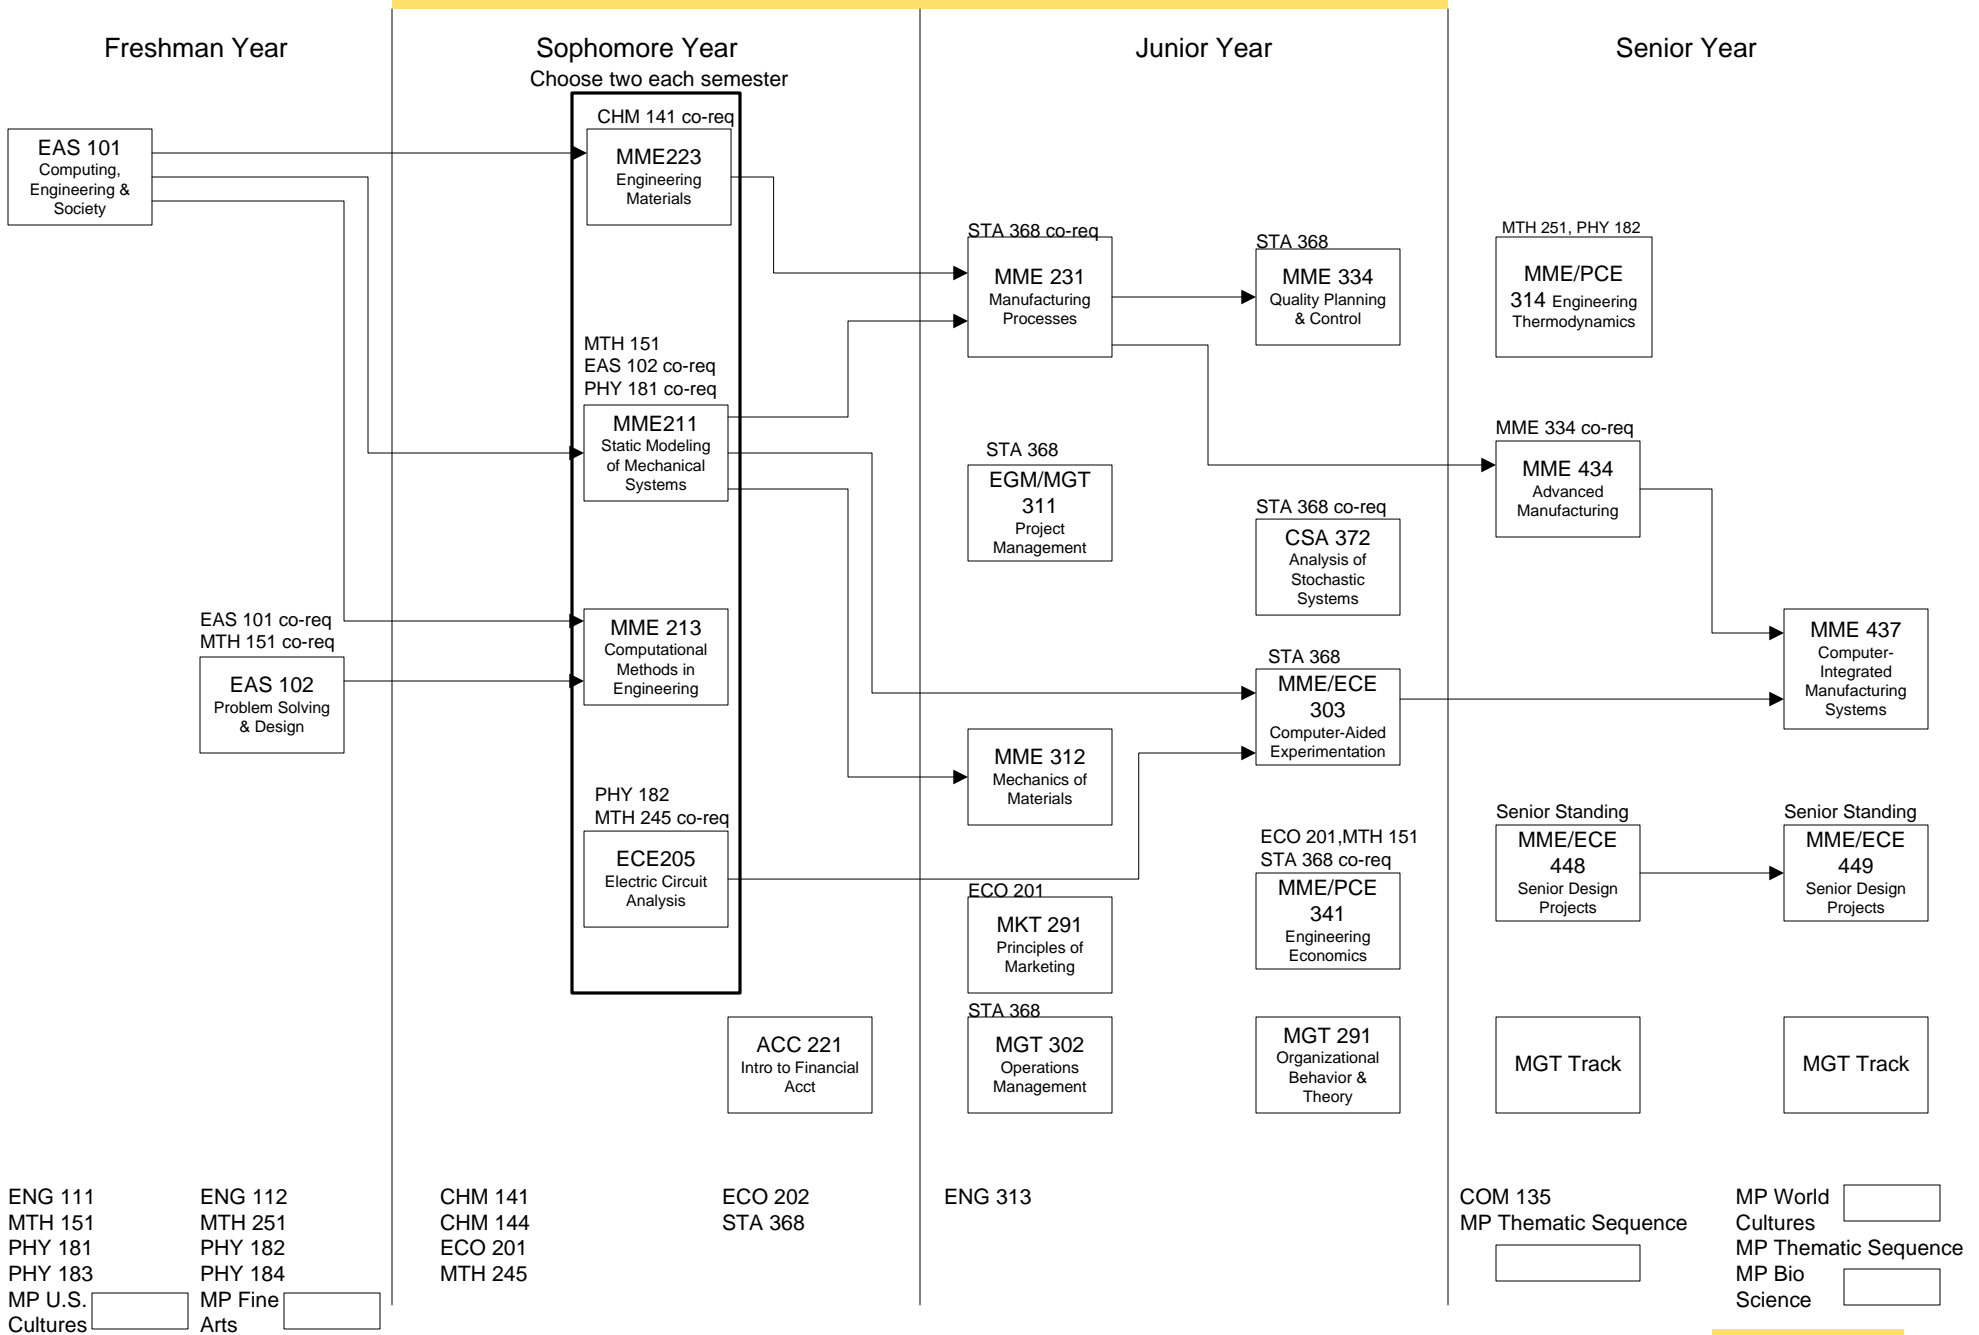 Freshman Year
Sophomore Year
Choose two each semester
Junior Year
Senior Year
EAS 101
Computing,
Engineering &
Society
EAS 101 co-req
MTH 151 co-req
EAS 102
Problem Solving
& Design
CHM 141 co-req
MME223
Engineering
Materials
MTH 151
EAS 102 co-req
PHY 181 co-req
MME211
Static Modeling
of Mechanical
Systems
MME 213
Computational
Methods in
Engineering
PHY 182
MTH 245 co-req
ECE205
Electric Circuit
Analysis
ACC 221
Intro to Financial
Acct
STA 368 co-req
MME 231
Manufacturing
Processes
STA 368
EGM/MGT
311
Project
Management
MME 312
Mechanics of
Materials
ECO 201
MKT 291
Principles of
Marketing
STA 368
MGT 302
Operations
Management
STA 368
MME 334
Quality Planning
& Control
STA 368 co-req
CSA 372
Analysis of
Stochastic
Systems
STA 368
MME/ECE
303
Computer-Aided
Experimentation
ECO 201,MTH 151
STA 368 co-req
MME/PCE
341
Engineering
Economics
MGT 291
Organizational
Behavior &
Theory
MTH 251, PHY 182
MME/PCE
314 Engineering
Thermodynamics
MME 334 co-req
MME 434
Advanced
Manufacturing
Senior Standing
MME/ECE
448
Senior Design
Projects
MGT Track
MME 437
Computer-
Integrated
Manufacturing
Systems
Senior Standing
MME/ECE
449
Senior Design
Projects
MGT Track
ENG 111
MTH 151
PHY 181
PHY 183
MP U.S.
Cultures
ENG 112
MTH 251
PHY 182
PHY 184
MP Fine
Arts
CHM 141
CHM 144
ECO 201
MTH 245
ECO 202
STA 368
ENG 313
COM 135
MP Thematic Sequence
MP World
Cultures
MP Thematic Sequence
MP Bio
Science